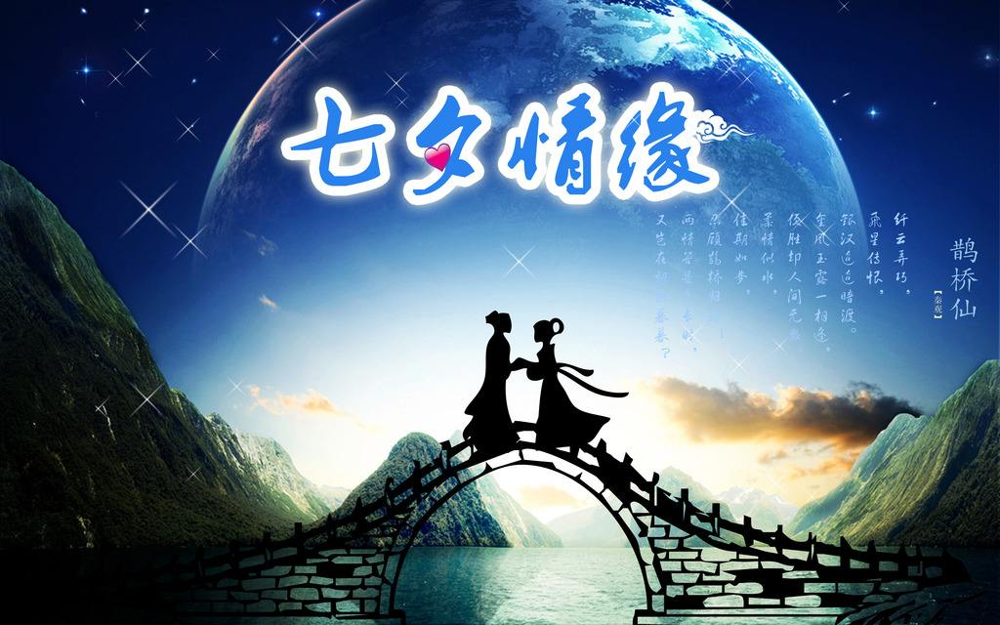 七夕情缘
鹊桥仙
【秦观】
纤云弄巧，
飞星传恨，
银汉迢迢暗渡。
金风玉露一相逢，
便胜却人间无数
柔情似水，
佳期如梦，
忍顾鹊桥归路！
两情若是久长时，
又岂在朝朝暮暮？